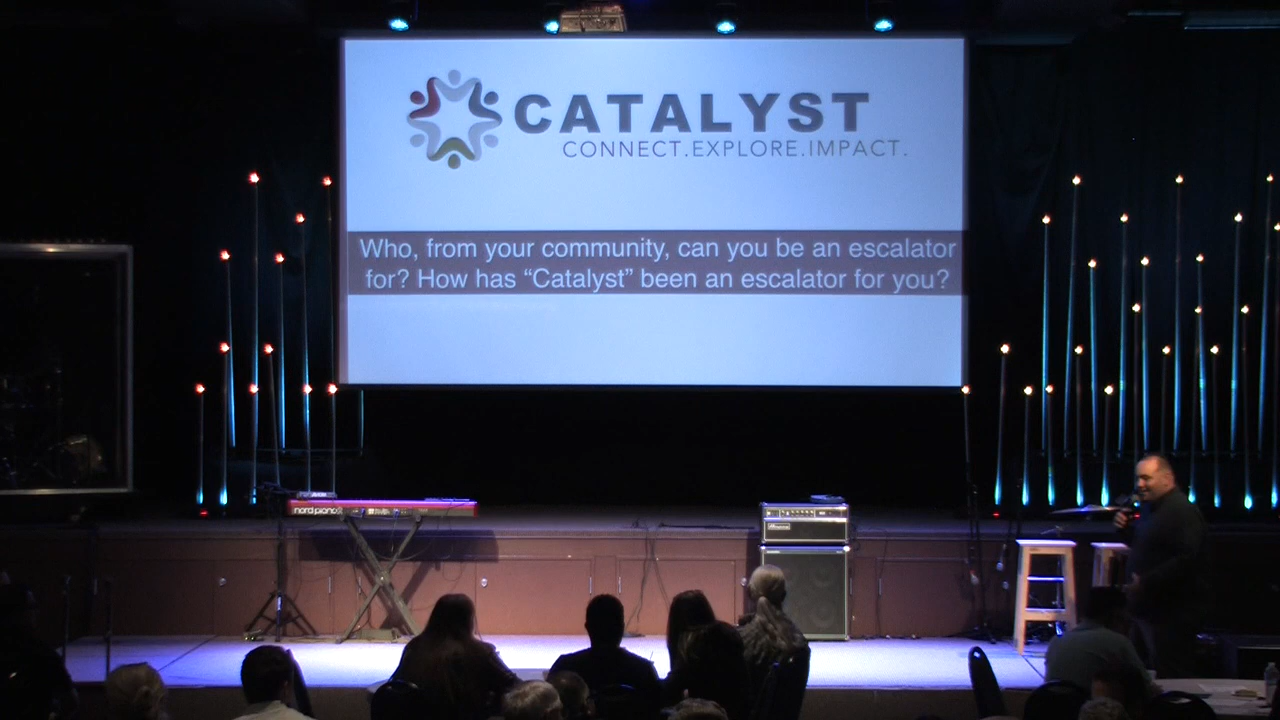 CATALYST
CONNECT.EXPLORE.IMPACT.
Who, from your community, can you be an escalator
for? How has “Catalyst” been an escalator for you?
nord piano
Ampeg